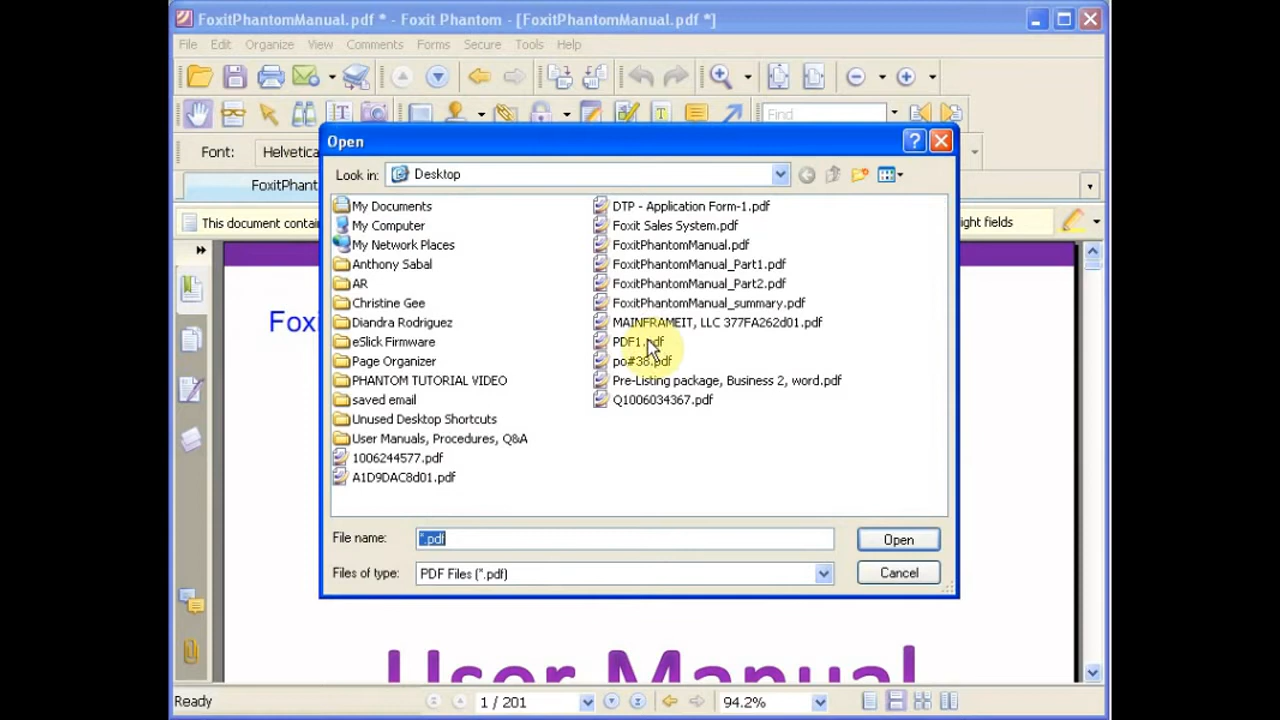 FoxitPhantomManual.pdf * - Foxit Phantom - [FoxitPhantomManual.pdf *]
File Edit Organize View Comments Forms Secure Tools Help
Find
Font: Helvetica
FoxitPhant
This document contai
ight fields
Open
Look in: Desktop
My Documents
My Computer
My Network Places
Anthony Sabal
AR
Christine Gee
Diandra Rodriguez
eSlick Firmware
Page Organizer
PHANTOM TUTORIAL VIDEO
saved email
Unused Desktop Shortcuts
User Manuals, Procedures, Q&A
1006244577.pdf
A1D9DAC8d01.pdf
DTP - Application Form-1.pdf
Foxit Sales System.pdf
FoxitPhantomManual.pdf
FoxitPhantomManual_Part1.pdf
FoxitPhantomManual_Part2.pdf
FoxitPhantomManual_summary.pdf
MAINFRAMEIT, LLC 377FA262d01.pdf
PDF1.pdf
po#38.pdf
Pre-Listing package, Business 2, word.pdf
Q1006034367.pdf
File name: *.pdf
Open
Files of type: PDF Files (*.pdf)
Cancel
Foxi
User Manual
Ready 1 / 201 94.2%